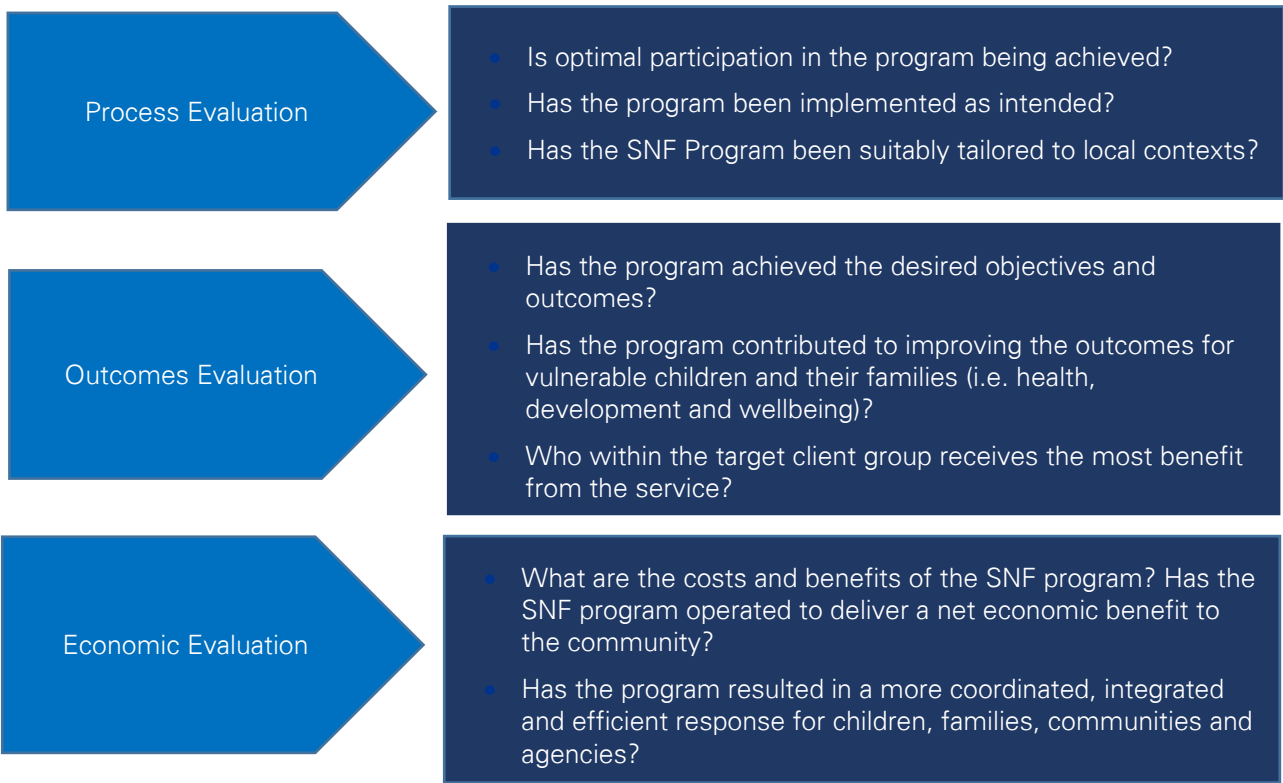 Process Evaluation
• Is optimal participation in the program being achieved?
• Has the program been implemented as intended?
• Has the SNF Program been suitably tailored to local contexts?
Outcomes Evaluation
• Has the program achieved the desired objectives and
outcomes?
• Has the program contributed to improving the outcomes for
vulnerable children and their families (i.e. health,
development and wellbeing)?
• Who within the target client group receives the most benefit
from the service?
Economic Evaluation
• What are the costs and benefits of the SNF program? Has the
SNF program operated to deliver a net economic benefit to
the community?
• Has the program resulted in a more coordinated, integrated
and efficient response for children, families, communities and
agencies?